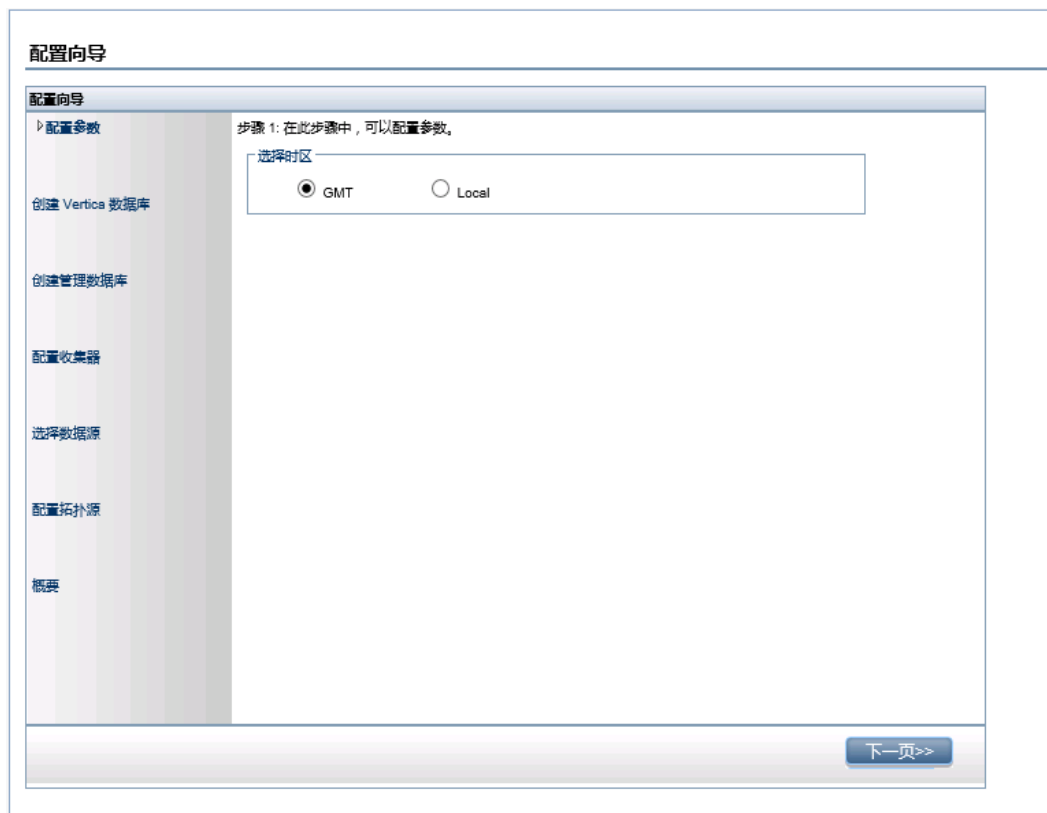 配置向导
配置向导
配置参数
步骤 1: 在此步骤中，可以配置参数。
选择时区
GMT
Local
创建 Vertica 数据库
创建管理数据库
配置收集器
选择数据源
配置拓扑源
概要
下一页>>